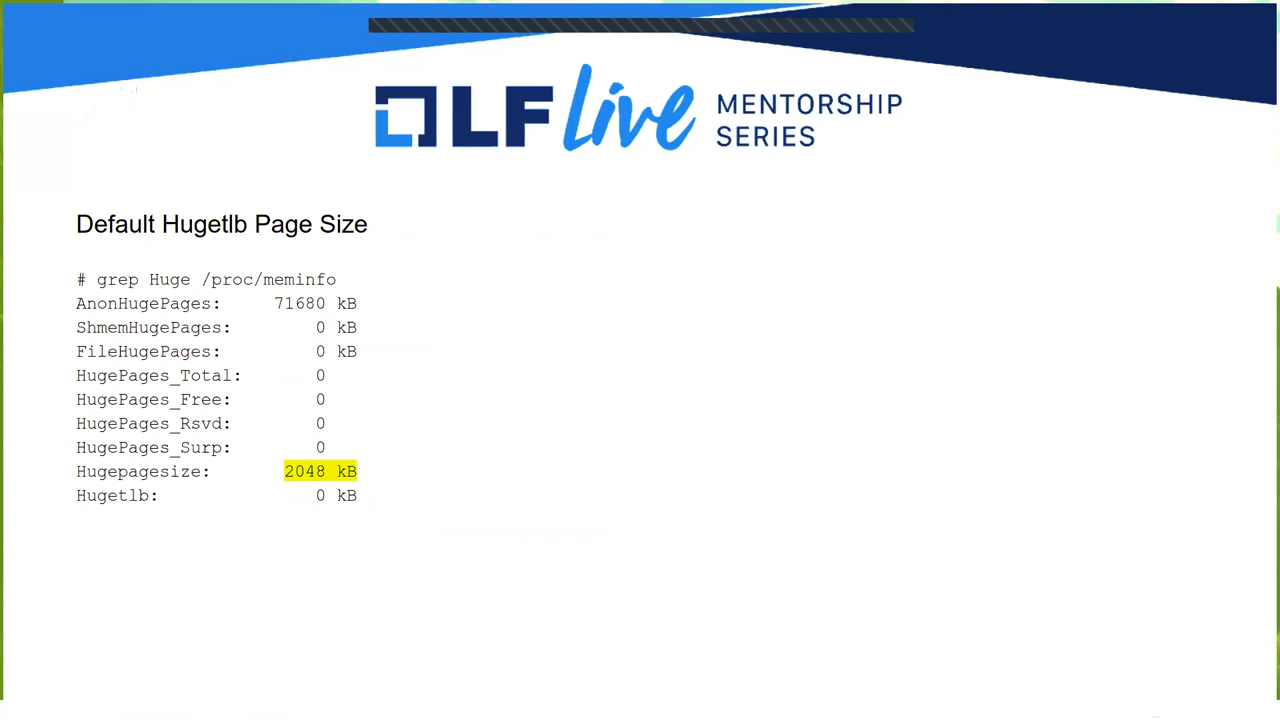 LF Live MENTORSHIP
SERIES
Default Hugetlb Page Size
# grep Huge /proc/meminfo
AnonHugePages: 71680 kB
ShmemHugePages: 0 kB
FileHugePages: 0 kB
HugePages_Total: 0
HugePages_Free: 0
HugePages_Rsvd: 0
HugePages_Surp: 0
Hugepagesize: 2048 kB
Hugetlb: 0 kB